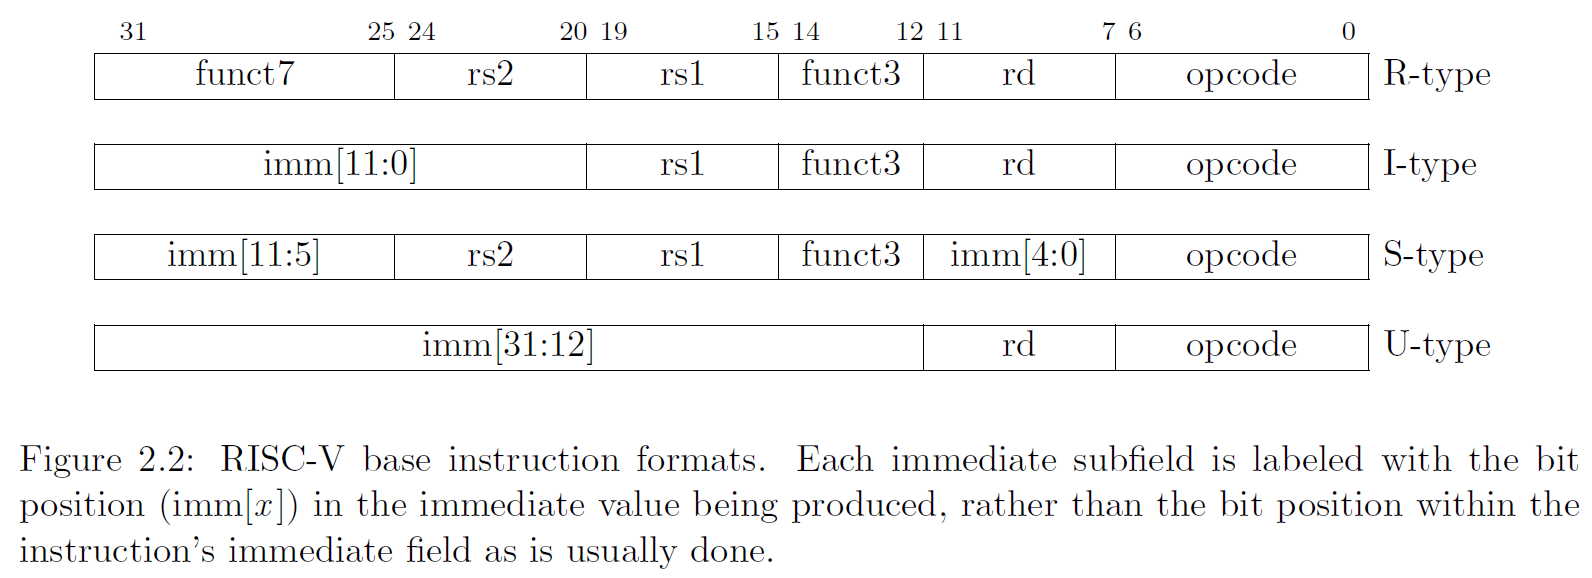 31 25 24 20 19 15 14 12 11 7 6 0
funct7 rs2 rs1 funct3 rd opcode R-type
imm[11:0] rs1 funct3 rd opcode I-type
imm[11:5] rs2 rs1 funct3 imm[4:0] opcode S-type
imm[31:12] rd opcode U-type
Figure 2.2: RISC-V base instruction formats. Each immediate subfield is labeled with the bit
position (imm[x]) in the immediate value being produced, rather than the bit position within the
instruction's immediate field as is usually done.